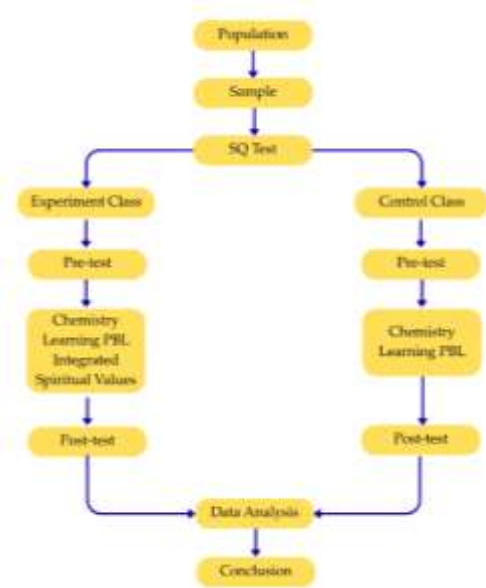 Population
Sample
SQ Test
Experiment Class
Control Class
Pre-test
Pre-test
Chemistry
Learning PBL
Integrated
Spiritual Values
Chemistry
Learning PBL
Post-test
Post-test
Data Analysis
Conclusion